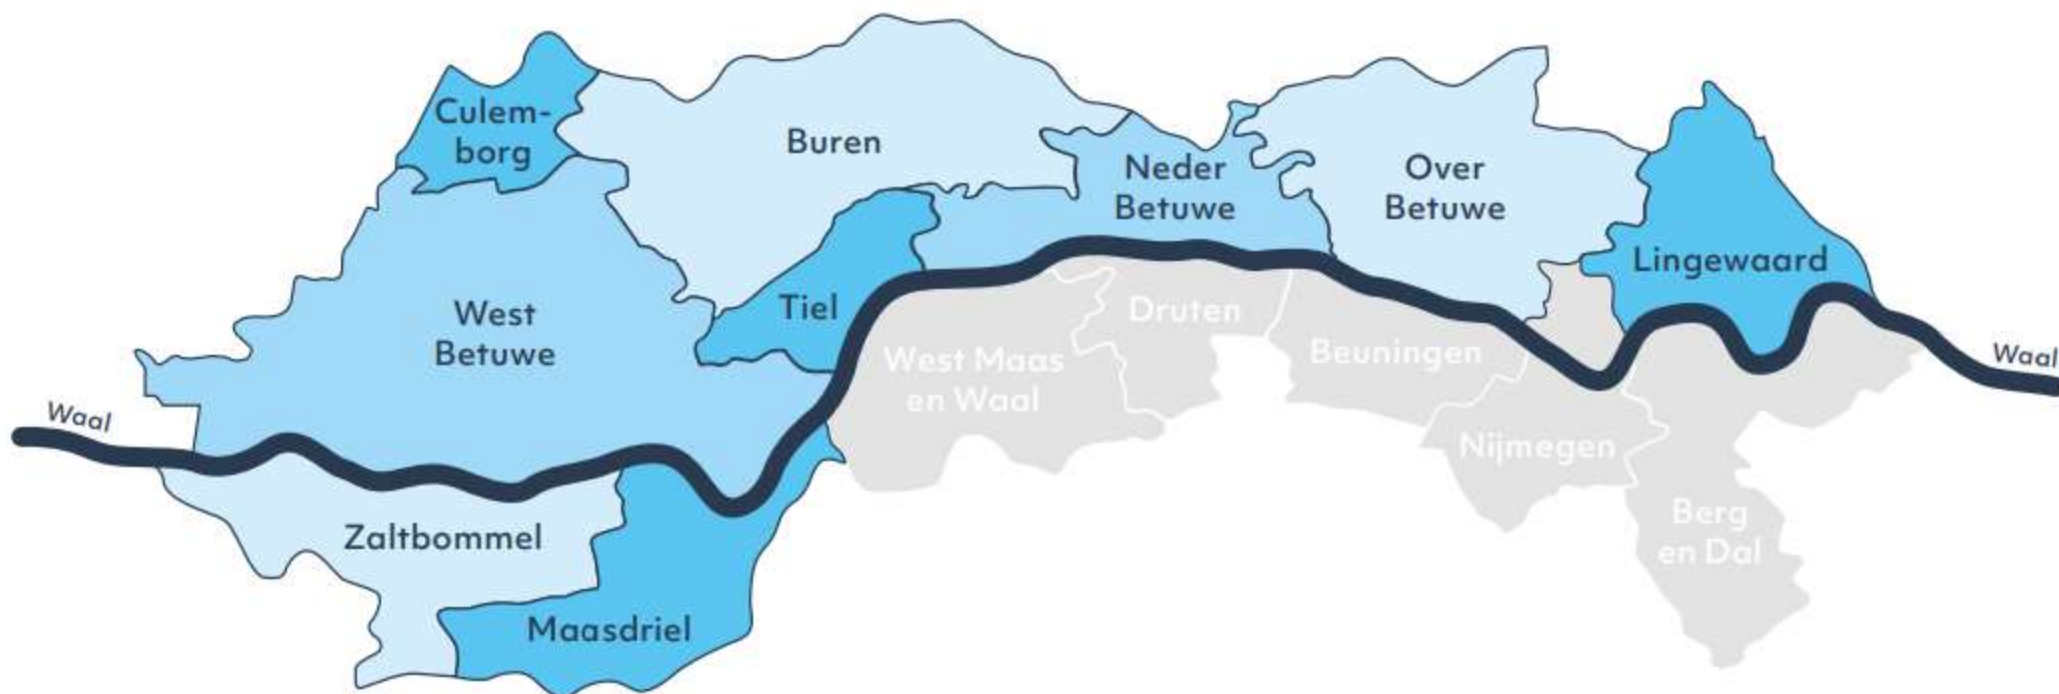 Culem-
borg
Buren
Neder
Betuwe
Over
Betuwe
Lingewaard
West
Betuwe
Tiel
Druten
West Maas
en Waal
Beuningen
Waal
Waal
Nijmegen
Zaltbommel
Berg
en Dal
Maasdriel